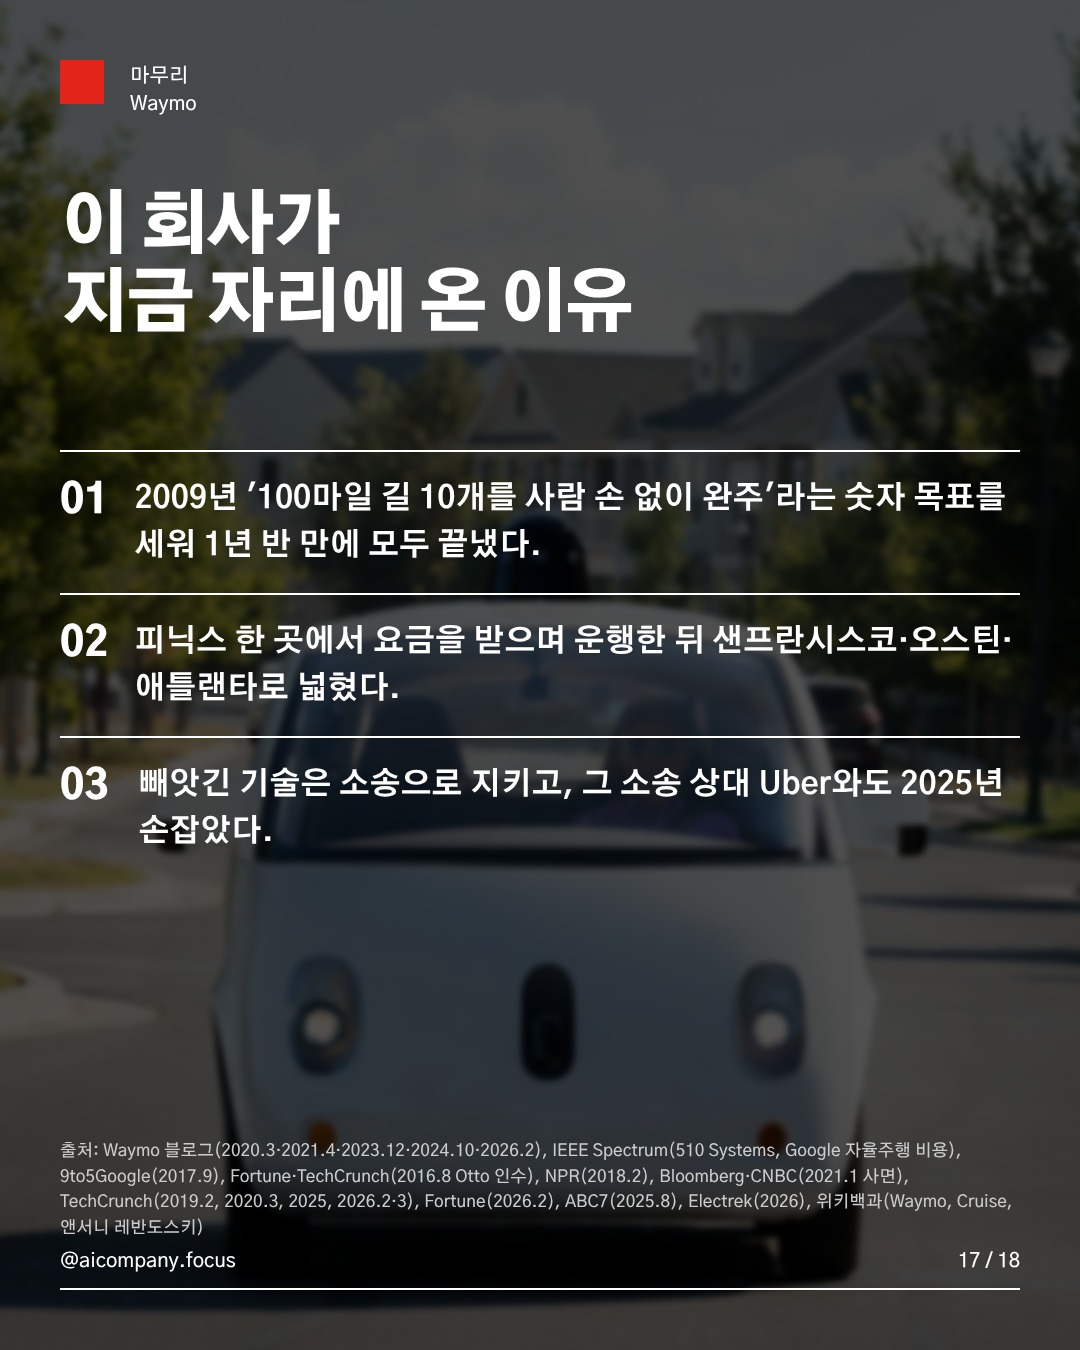 마무리
Waymo
이 회사가
지금 자리에 온 이유
01 2009년 ′100마일 길 10개를 사람 손 없이 완주′라는 숫자 목표를
세워 1년 반 만에 모두 끝냈다.
02 피닉스 한 곳에서 요금을 받으며 운행한 뒤 샌프란시스코·오스틴·
애틀랜타로 넓혔다.
03 빼앗긴 기술은 소송으로 지키고, 그 소송 상대 Uber와도 2025년
손잡았다.
출처: Waymo 블로그(2020.3·2021.4·2023.12·2024.10·2026.2), IEEE Spectrum(510 Systems, Google 자율주행 비용),
9to5Google(2017.9), Fortune·TechCrunch(2016.8 Otto 인수), NPR(2018.2), Bloomberg·CNBC(2021.1 사면),
TechCrunch(2019.2, 2020.3, 2025, 2026.2·3), Fortune(2026.2), ABC7(2025.8), Electrek(2026), 위키백과(Waymo, Cruise,
앤서니 레반도스키)
@aicompany.focus
17 / 18